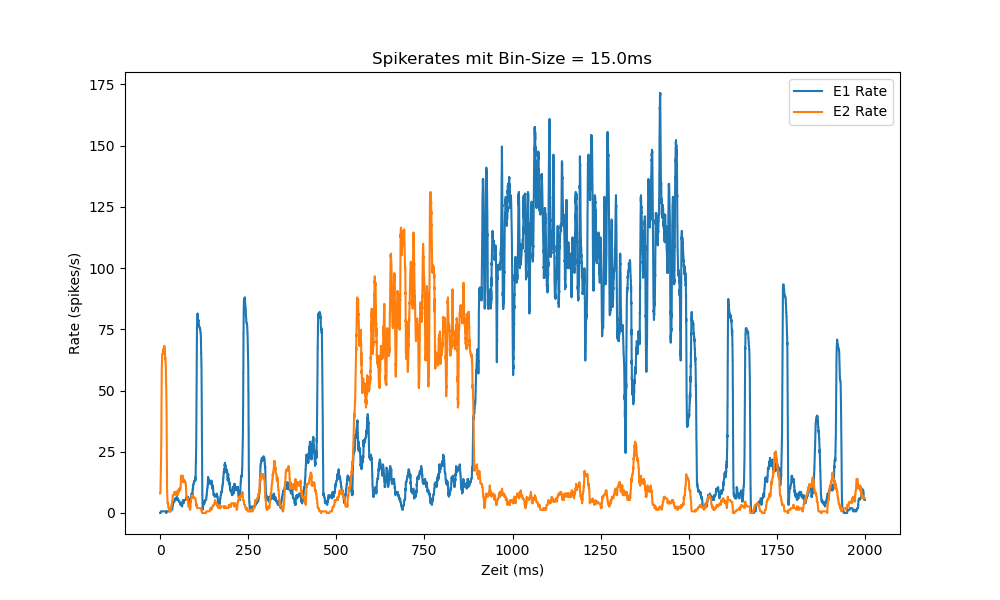 Spikerates mit Bin-Size = 15.0ms
E1 Rate
E2 Rate
Rate (spikes/s)
175
150
125
100
75
50
25
0
0 250 500 750 1000 1250 1500 1750 2000
Zeit (ms)